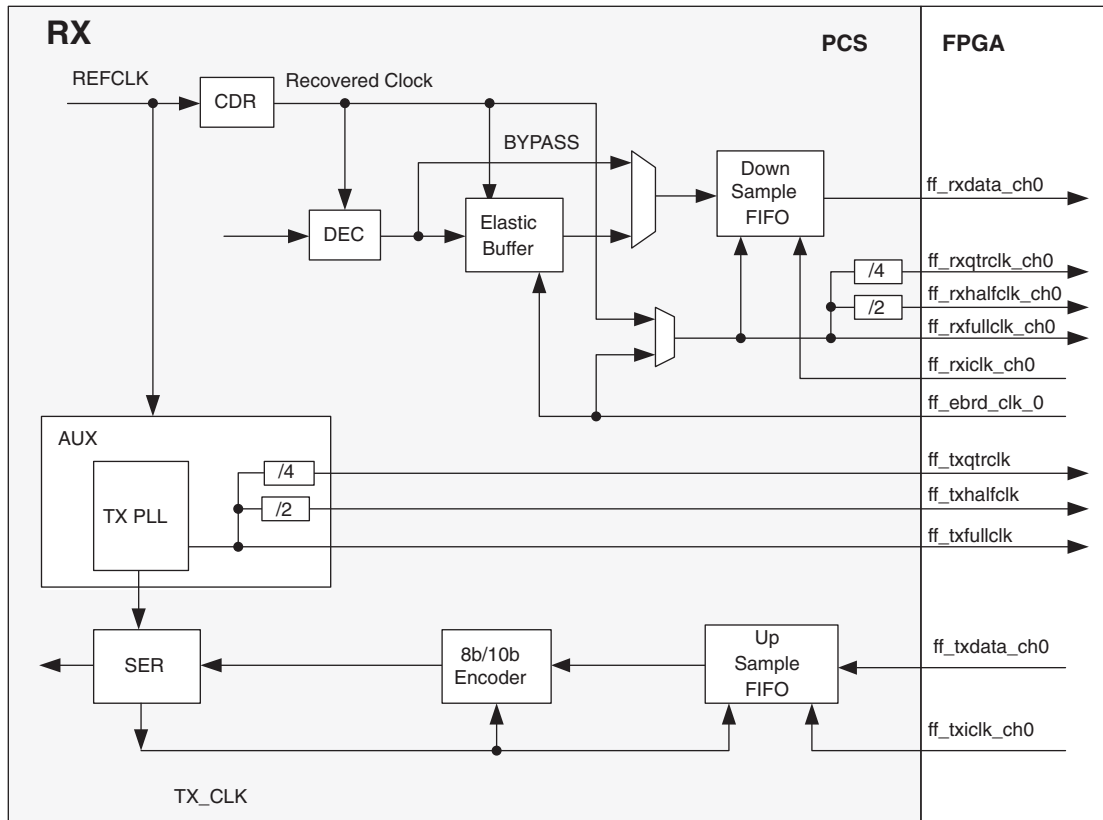 RX
PCS
FPGA
REFCLK
CDR
Recovered Clock
BYPASS
DEC
Elastic
Buffer
Down
Sample
FIFO
ff_rxdata_ch0
/4
ff_rxqtrclk_ch0
/2
ff_rxhalfclk_ch0
ff_rxfullclk_ch0
ff_rxiclk_ch0
ff_ebrd_clk_0
AUX
TX PLL
/4
ff_txqtrclk
/2
ff_txhalfclk
ff_txfullclk
SER
8b/10b
Encoder
Up
Sample
FIFO
ff_txdata_ch0
ff_txiclk_ch0
TX_CLK